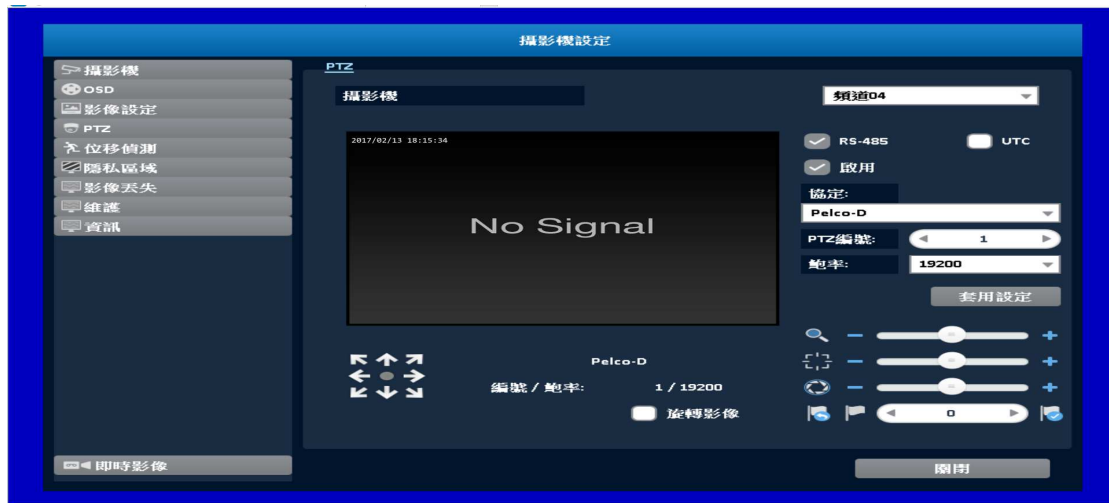 攝影機設定
攝影機
OSD
影像設定
PTZ
位移偵測
隱私區域
影像丟失
維護
資訊
即時影像
PTZ
攝影機
頻道04
2017/02/13 18:15:34
No Signal
RS-485
UTC
啟用
協定:
Pelco-D
PTZ編號:
1
鮑率:
19200
套用設定
Pelco-D
編號 / 鮑率:
1 / 19200
旋轉影像
0
關閉